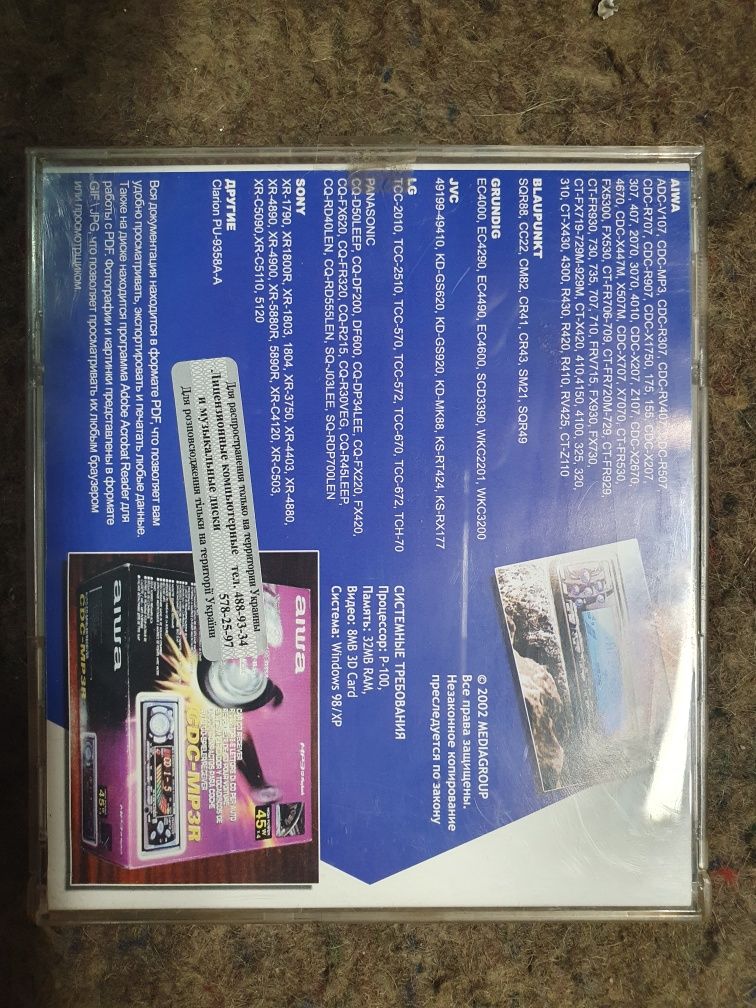 AIWA
ADC-V107, CDC-MP3, CDC-R307, CDC-RV407, CDC-R507
CDC-R707, CDC-R907, CDC-X1750, 175, 155, CDC-X207,
307, 407, 2070, 3070, 4010, CDC-X207, Z107, CDC-X2670,
4670, CDC-X447M, X507M, CDC-X707, X7070, CT-FR530,
FX5300, FX530, CT-FR706-709, CT-FR720M-729, CT-FR929,
CT-FR930, 730, 735, 707, 710, FRV715, FX930, FX730,
CT-FX719-729M-929M, CT-X420, 410,4150, 4100, 325, 320,
310, CT-X430, 4300, R430, R420, R410, RV425, CT-Z110
BLAUPUNKT
SQR88, CC22, CM82, CR41, CR43, SM21, SQR49
GRUNDIG
EC4000, EC4290, EC4490, EC4600, SCD3390, WKC2201, WKC3200
JVC
49199-49410, KD-GS620, KD-GS920, KD-MK88, KS-RT424, KS-RX177
LG
TCC-2010, TCC-2510, TCC-570, TCC-572, TCC-670, TCC-672, TCH-70
PANASONIC
CQ-D50LEEP, CQ-DF200, DF600, CQ-DP34LEE, CQ-FX220, FX420,
CQ-FX620, CQ-FR320, CQ-R215, CQ-R30VEG, CQ-R45LEEP,
CQ-RD40LEN, CQ-RD555LEN, SQ-J03LEE, SQ-RDP700LEN
SONY
XR-1790, XR1800R, XR-1803, 1804, XR-3750, XR-4403, XR-4880,
XR-4890, XR-4900, XR-5880R, 5890R, XR-C4120, XR-C503,
XR-C5090,XR-C5110, 5120
ДРУГИЕ
Clarion PU-9358A-A
Вся документация находится в формате PDF, что позволяет вам
удобно просматривать, экспортировать и печатать любые данные.
Также на диске находится программа Adobe Acrobat Reader для
работы с PDF. Фотографии и картинки представлены в формате
GIF \ JPG, что позволяет просматривать их любым браузером
или просмотрщиком.
© 2002 MEDIAGROUP
Все права защищены.
Незаконное копирование
преследуется по закону
СИСТЕМНЫЕ ТРЕБОВАНИЯ
Процессор: P-100,
Память: 32MB RAM,
Видео: 8MB 3D Card
Система: Windows 98/XP
Для распространения только на территории Украины
Лицензионные компьютерные тел. 488-93-34
и музыкальные диски 578-25-97
Для розповсюдження тільки на території України
aiwa
CDC-MP3R
45W
x4
aiwa
CDC-MP3R
45